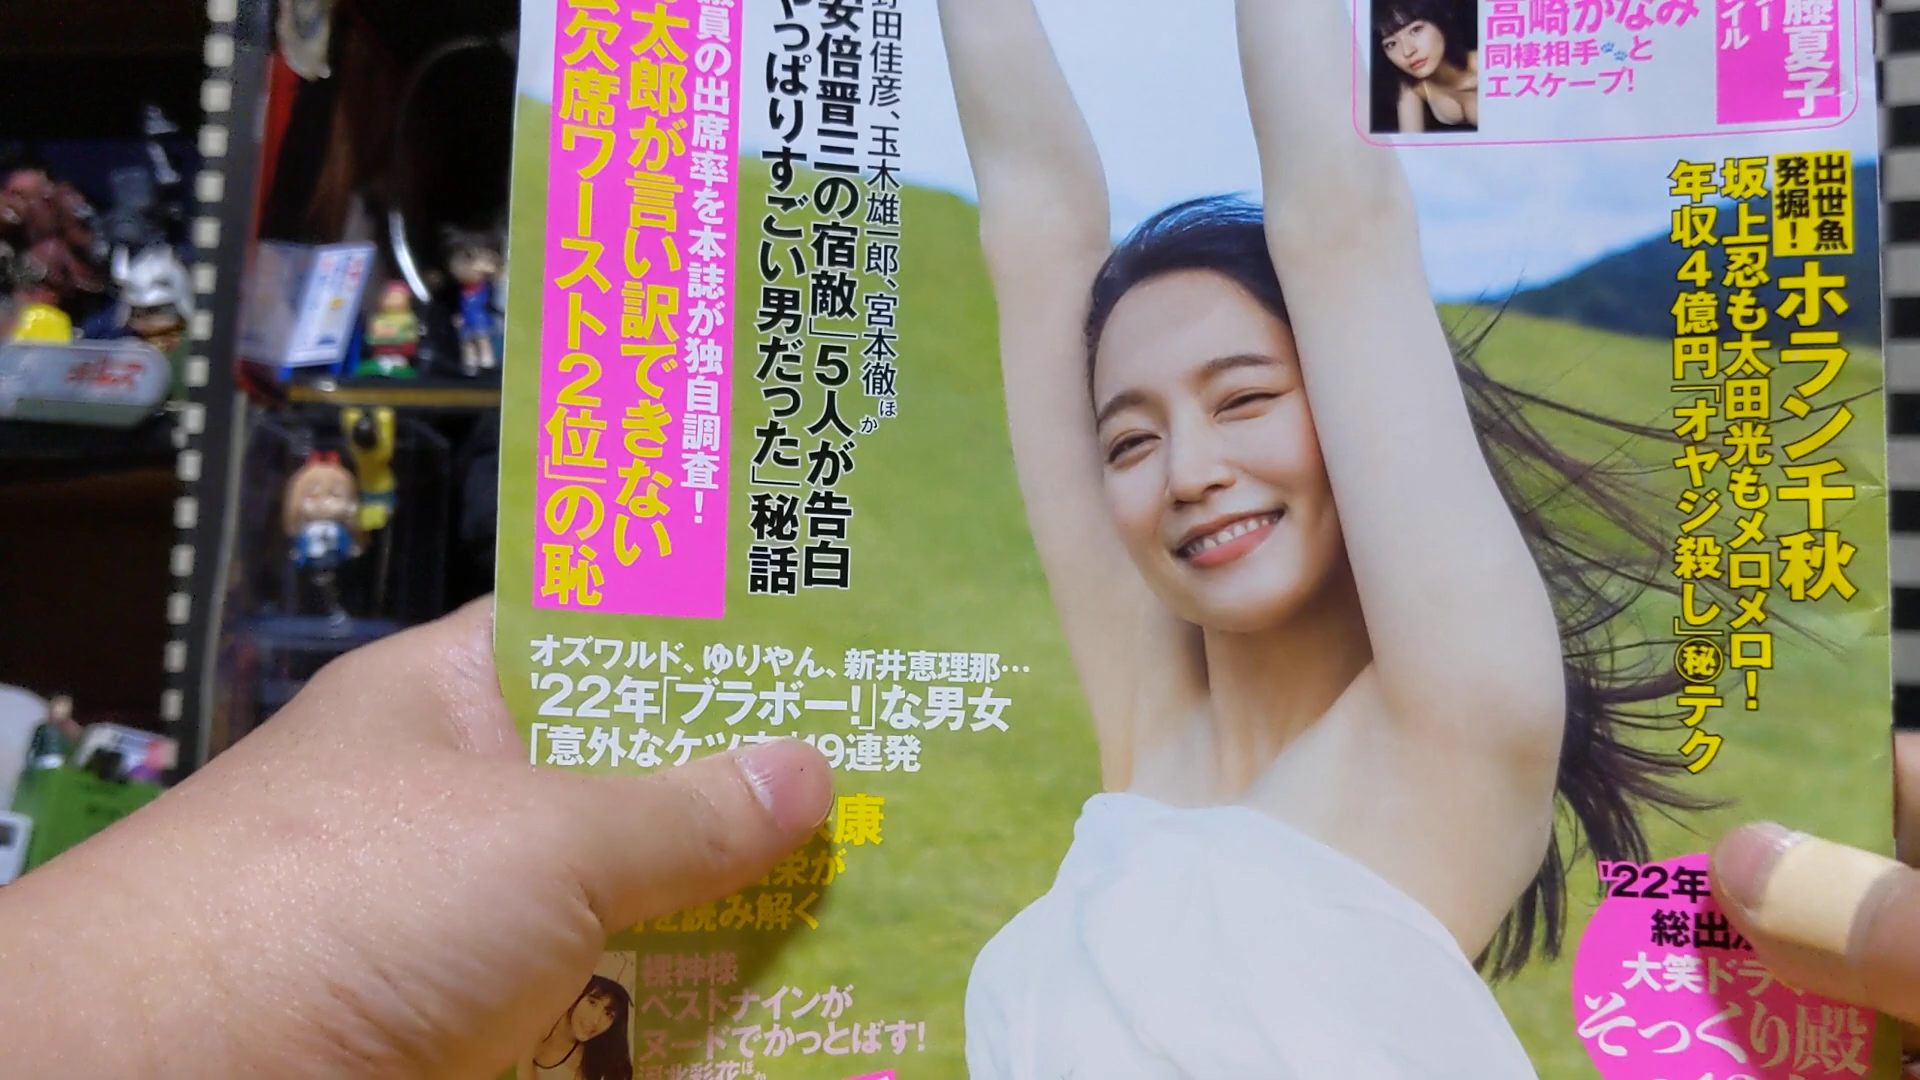 高崎かなみ
同棲相手と
エスケープ!
藤夏子
イル
出世魚
発掘!
ホラン千秋
坂上忍も太田光もメロメロ!
年収4億円「オヤジ殺し」㊙テク
野田佳彦、玉木雄一郎、宮本徹ほか
安倍晋三の宿敵」5人が告白
やっぱりすごい男だった」秘話
議員の出席率を本誌が独自調査!
太郎が言い訳できない
欠席ワースト2位」の恥
オズワルド、ゆりやん、新井恵理那…
'22年「ブラボー!」な男女
「意外なケツ 19連発
康
栄が
を読み解く
裸神様
ベストナインが
ヌードでかっとばす!
河北彩花ほか
'22年
総出
大笑ド
そっくり殿